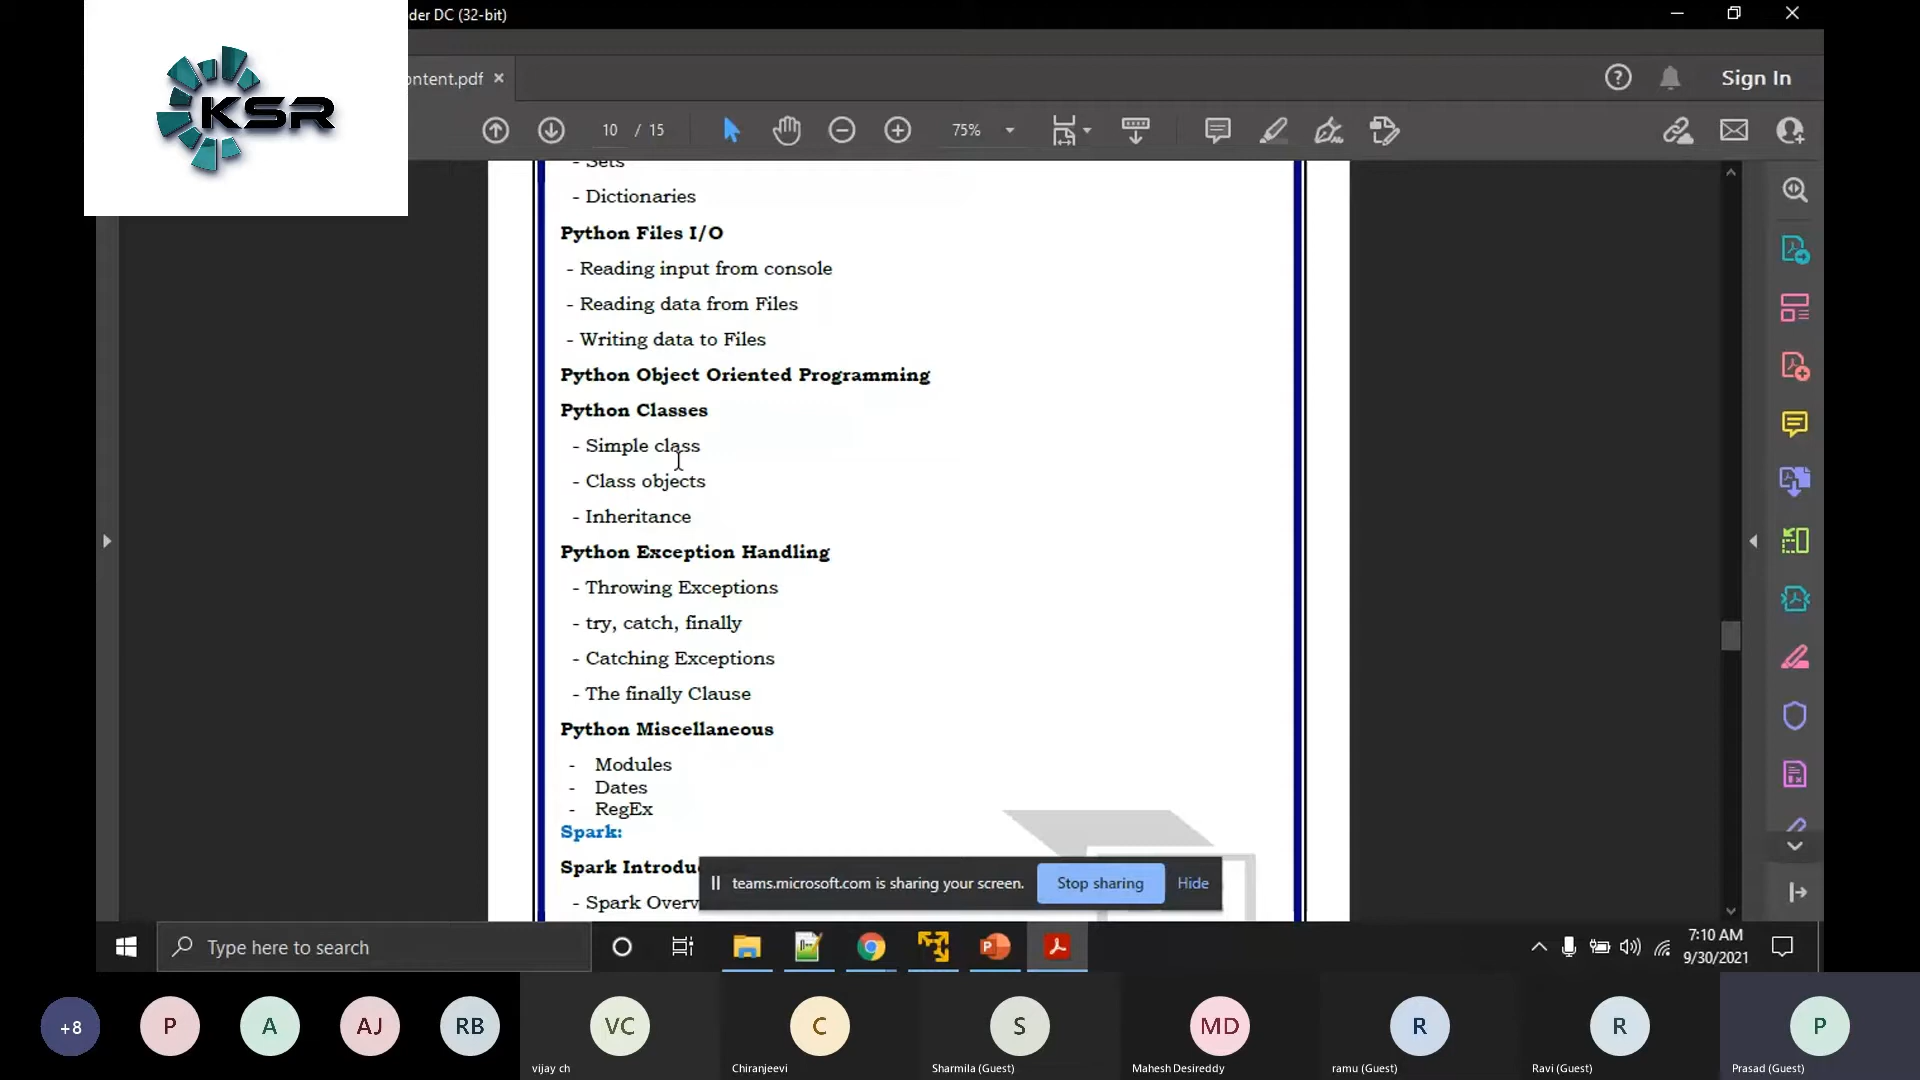 der DC (32-bit)
KSR
ontent.pdf
Sign In
10 / 15
75%
- Sets
- Dictionaries
Python Files I/O
- Reading input from console
- Reading data from Files
- Writing data to Files
Python Object Oriented Programming
Python Classes
- Simple class
- Class objects
- Inheritance
Python Exception Handling
- Throwing Exceptions
- try, catch, finally
- Catching Exceptions
- The finally Clause
Python Miscellaneous
- Modules
- Dates
- RegEx
Spark:
Spark Introdu
- Spark Overv
teams.microsoft.com is sharing your screen.
Stop sharing
Hide
Type here to search
7:10 AM
9/30/2021
+8
P
A
AJ
RB
VC
C
S
MD
R
R
P
vijay ch
Chiranjeevi
Sharmila (Guest)
Mahesh Desireddy
ramu (Guest)
Ravi (Guest)
Prasad (Guest)